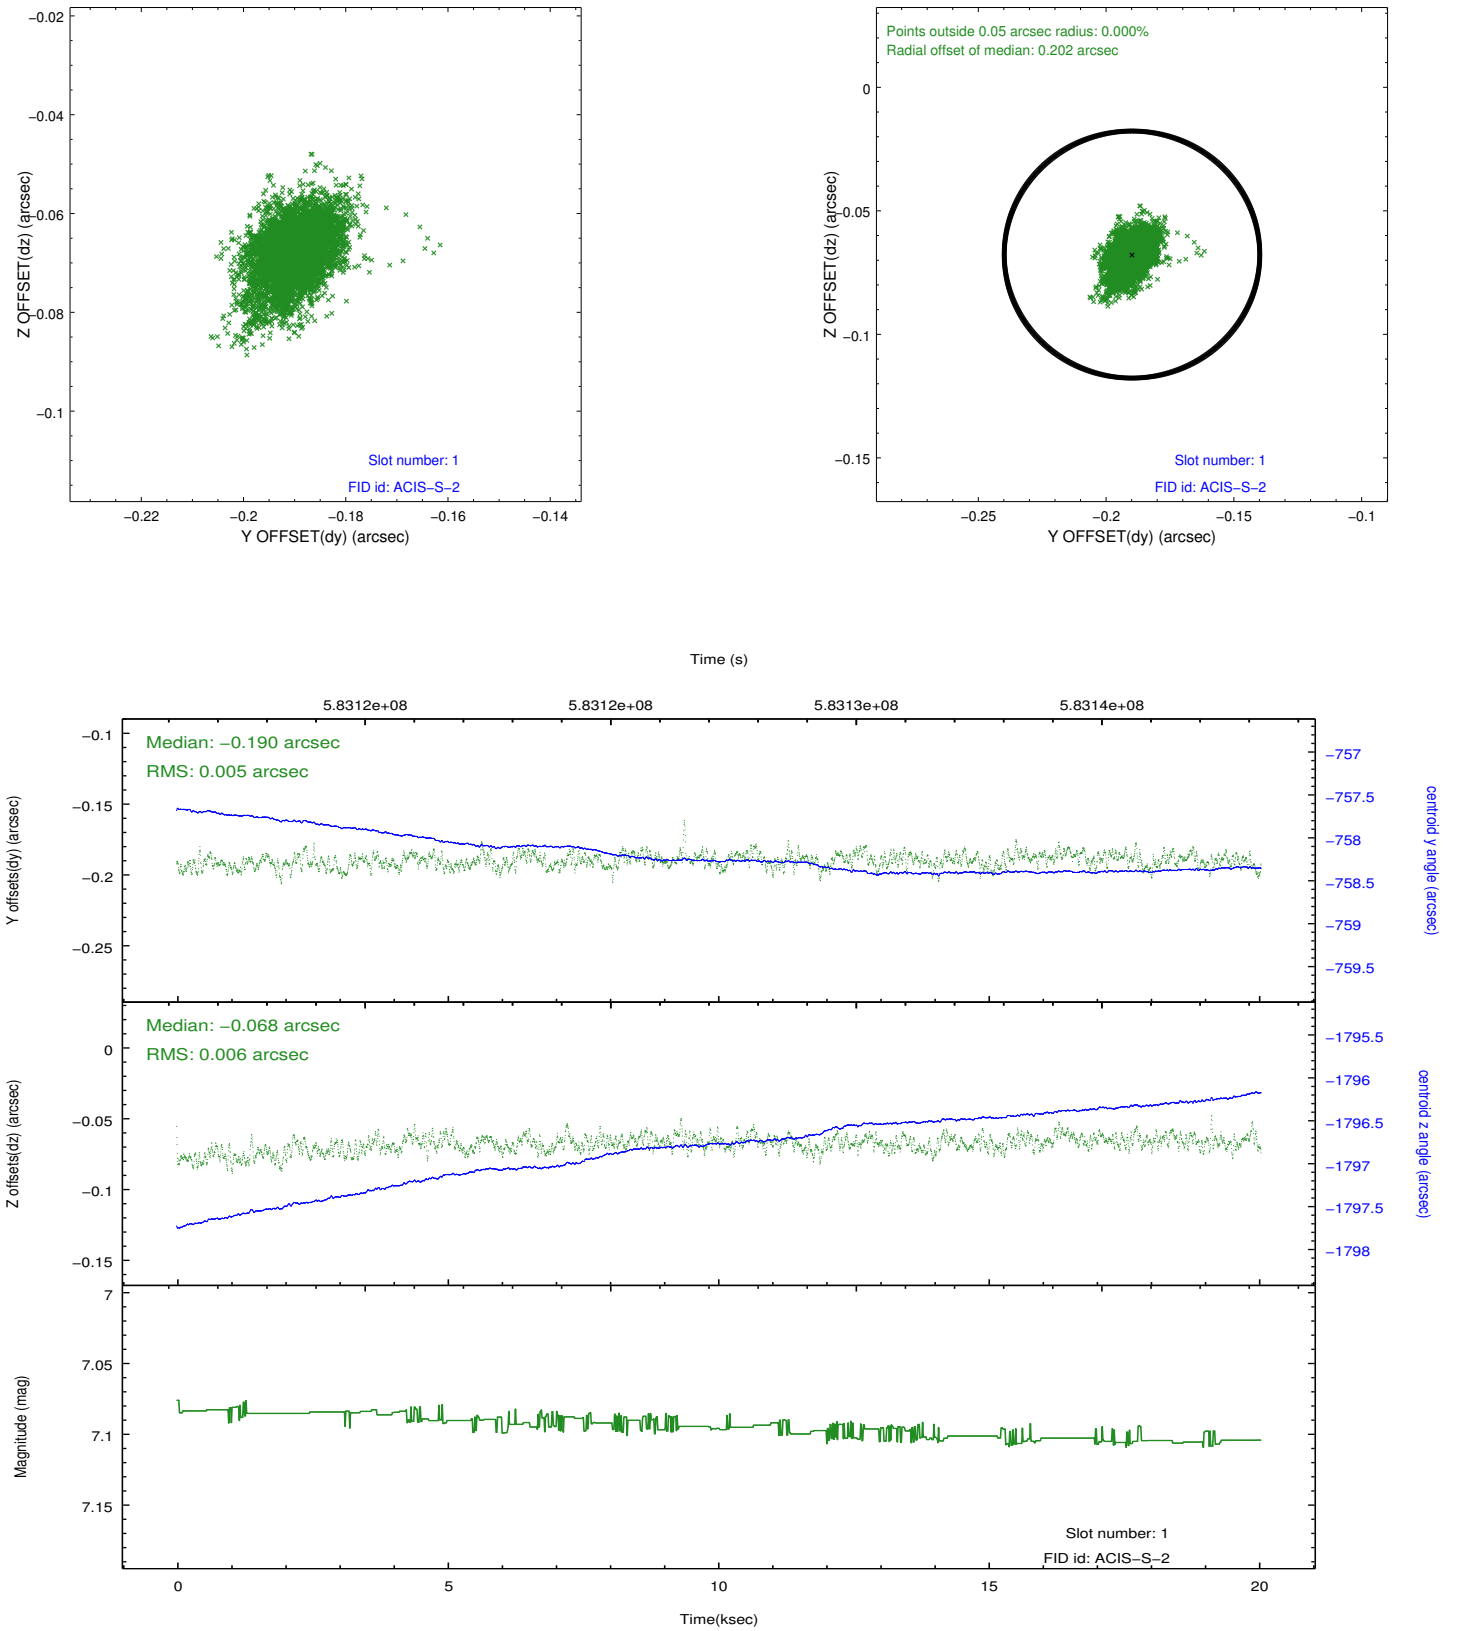 −0.02
−0.04
−0.06
−0.08
−0.1
Z OFFSET(dz) (arcsec)
Slot number: 1
FID id: ACIS−S−2
−0.22 −0.2 −0.18 −0.16 −0.14
Y OFFSET(dy) (arcsec)
Points outside 0.05 arcsec radius: 0.000%
Radial offset of median: 0.202 arcsec
0
−0.05
−0.1
−0.15
Z OFFSET(dz) (arcsec)
Slot number: 1
FID id: ACIS−S−2
−0.25 −0.2 −0.15 −0.1
Y OFFSET(dy) (arcsec)
Time (s)
5.8312e+08 5.8312e+08 5.8313e+08 5.8314e+08
Median: −0.190 arcsec
RMS: 0.005 arcsec
−0.1
−0.15
−0.2
−0.25
Y offsets(dy) (arcsec)
−757
−757.5
−758
−758.5
−759
−759.5
centroid y angle (arcsec)
Median: −0.068 arcsec
RMS: 0.006 arcsec
0
−0.05
−0.1
−0.15
Z offsets(dz) (arcsec)
−1795.5
−1796
−1796.5
−1797
−1797.5
−1798
centroid z angle (arcsec)
7
7.05
7.1
7.15
Magnitude (mag)
Slot number: 1
FID id: ACIS−S−2
0 5 10 15 20
Time(ksec)